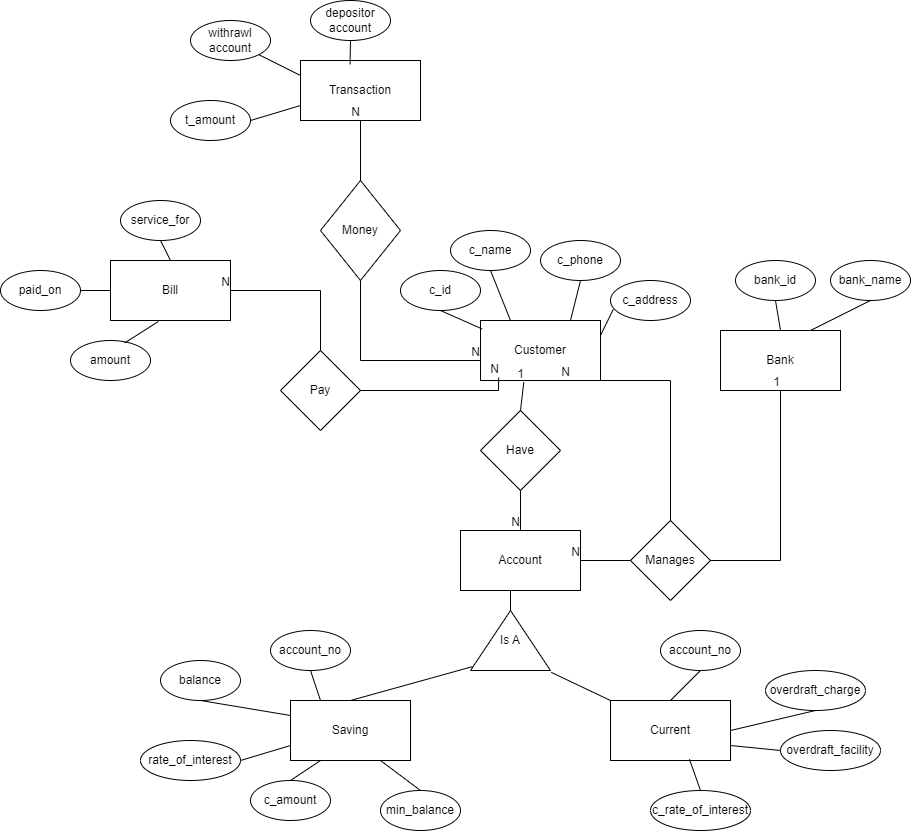 depositor
account
withrawl
account
Transaction
t_amount
N
service_for
Money
c_name
c_phone
Bill
N
paid_on
c_id
c_address
bank_id
bank_name
amount
Customer
N
N
1
N
Bank
1
Pay
Have
N
Account
N
Manages
Is A
account_no
account_no
balance
overdraft_charge
Saving
Current
rate_of_interest
overdraft_facility
c_amount
min_balance
c_rate_of_interest